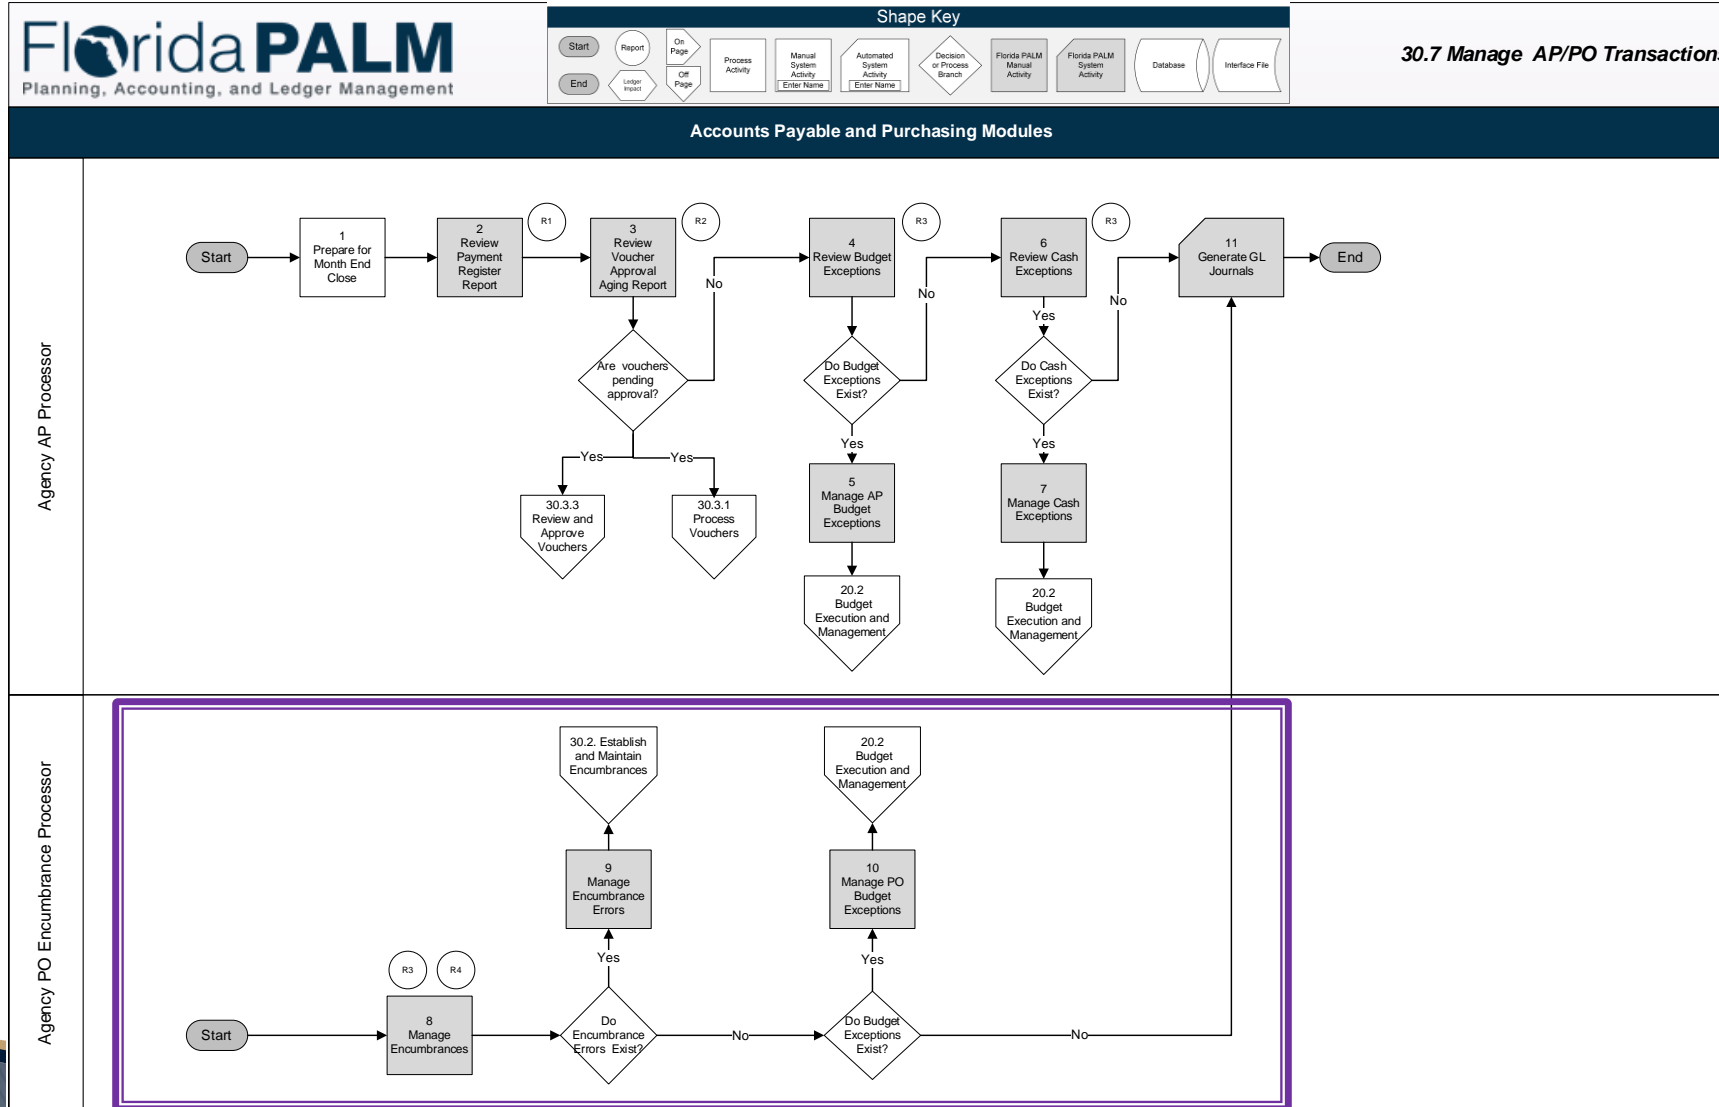 Florida PALM
Planning, Accounting, and Ledger Management
Shape Key
Start
End
Report
Ledger
Impact
On
Page
Off
Page
Process
Activity
Manual
System
Activity
Enter Name
Automated
System
Activity
Enter Name
Decision
or Process
Branch
Florida PALM
Manual
Activity
Florida PALM
System
Activity
Database
Interface File
30.7 Manage AP/PO Transactions
Accounts Payable and Purchasing Modules
Agency AP Processor
Start
1
Prepare for
Month End
Close
2
Review
Payment
Register
Report
R1
3
Review
Voucher
Approval
Aging Report
R2
Are vouchers
pending
approval?
No
Yes
Yes
30.3.3
Review and
Approve
Vouchers
30.3.1
Process
Vouchers
4
Review Budget
Exceptions
R3
Do Budget
Exceptions
Exist?
No
Yes
5
Manage AP
Budget
Exceptions
20.2
Budget
Execution and
Management
6
Review Cash
Exceptions
R3
Yes
Do Cash
Exceptions
Exist?
No
Yes
7
Manage Cash
Exceptions
20.2
Budget
Execution and
Management
11
Generate GL
Journals
End
Agency PO Encumbrance Processor
Start
R3
R4
8
Manage
Encumbrances
Do
Encumbrance
Errors Exist?
Yes
9
Manage
Encumbrance
Errors
30.2. Establish
and Maintain
Encumbrances
No
Do Budget
Exceptions
Exist?
Yes
10
Manage PO
Budget
Exceptions
20.2
Budget
Execution and
Management
No